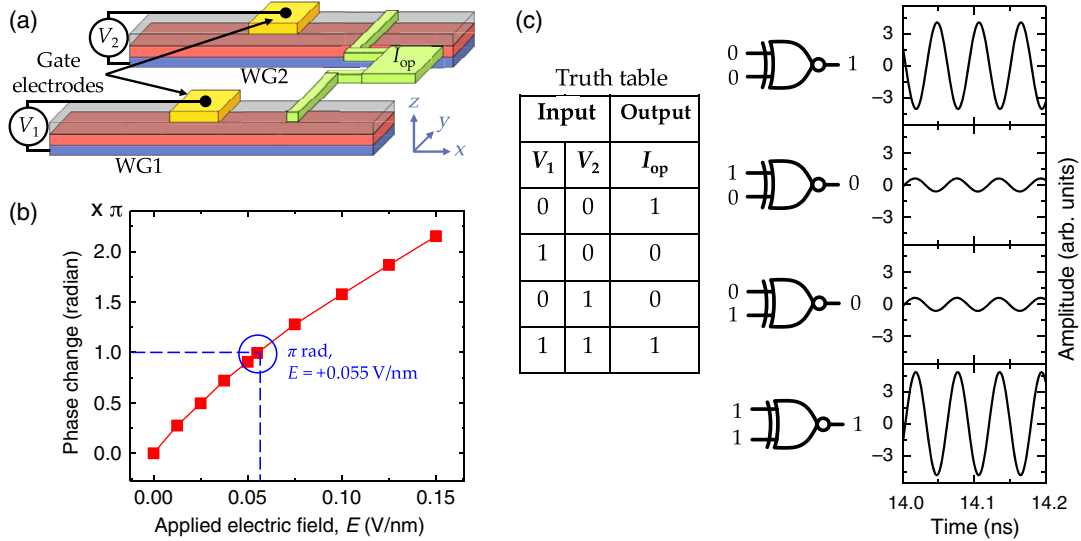 (a)
V2
Gate
electrodes
WG2
Iop
V1
WG1
z
y
x
(b)
x π
Phase change (radian)
2.0
1.5
1.0
0.5
0.0
π rad,
E = +0.055 V/nm
0.00 0.05 0.10 0.15
Applied electric field, E (V/nm)
(c)
Truth table
Input Output
V1 V2 Iop
0 0 1
1 0 0
0 1 0
1 1 1
0
0
1
1
0
0
0
1
0
1
1
1
3
0
−3
3
0
−3
3
0
−3
3
0
−3
14.0 14.1 14.2
Time (ns)
Amplitude (arb. units)